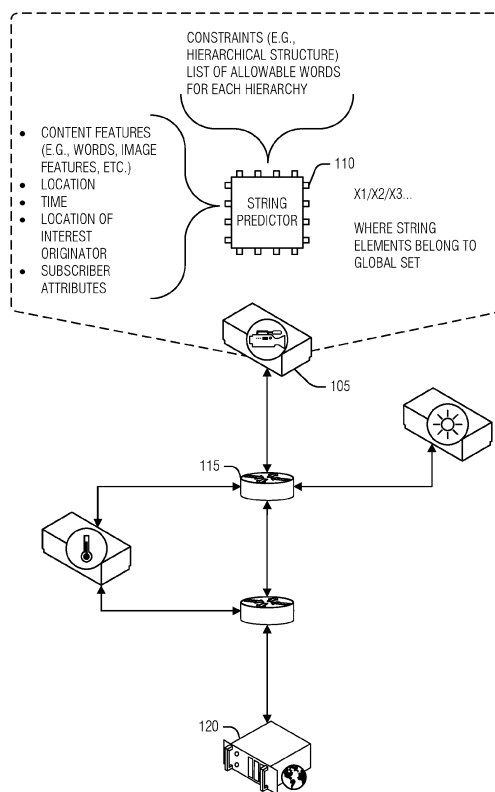 CONSTRAINTS (E.G.,
HIERARCHICAL STRUCTURE)
LIST OF ALLOWABLE WORDS
FOR EACH HIERARCHY
• CONTENT FEATURES
(E.G., WORDS, IMAGE
FEATURES, ETC.)
• LOCATION
• TIME
• LOCATION OF
INTEREST
ORIGINATOR
• SUBSCRIBER
ATTRIBUTES
STRING
PREDICTOR
110
X1/X2/X3...
WHERE STRING
ELEMENTS BELONG TO
GLOBAL SET
105
115
120